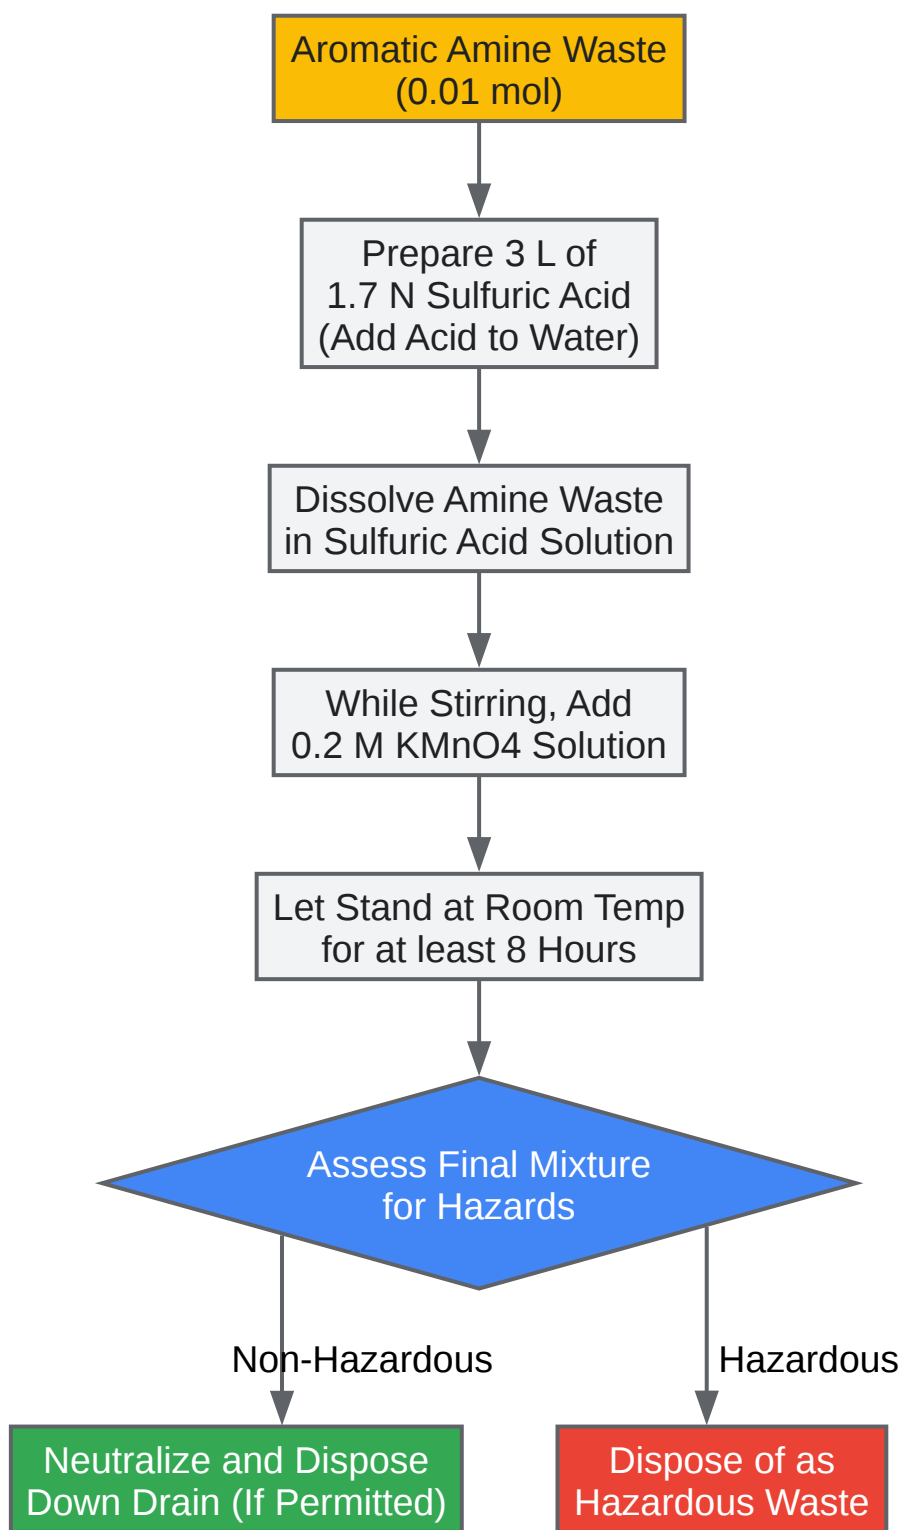 Aromatic Amine Waste
(0.01 mol)
Prepare 3 L of
1.7 N Sulfuric Acid
(Add Acid to Water)
Dissolve Amine Waste
in Sulfuric Acid Solution
While Stirring, Add
0.2 M KMnO4 Solution
Let Stand at Room Temp
for at least 8 Hours
Assess Final Mixture
for Hazards
Non-Hazardous
Hazardous
Neutralize and Dispose
Down Drain (If Permitted)
Dispose of as
Hazardous Waste